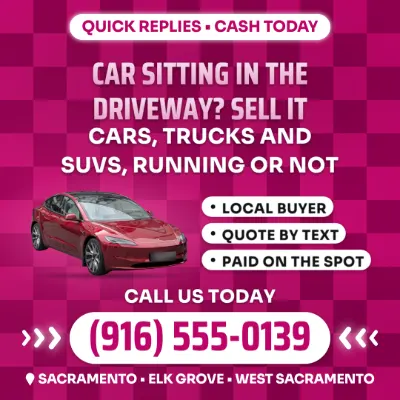 QUICK REPLIES • CASH TODAY
CAR SITTING IN THE
DRIVEWAY? SELL IT
CARS, TRUCKS AND
SUVS, RUNNING OR NOT
• LOCAL BUYER
• QUOTE BY TEXT
• PAID ON THE SPOT
CALL US TODAY
(916) 555-0139
SACRAMENTO • ELK GROVE • WEST SACRAMENTO